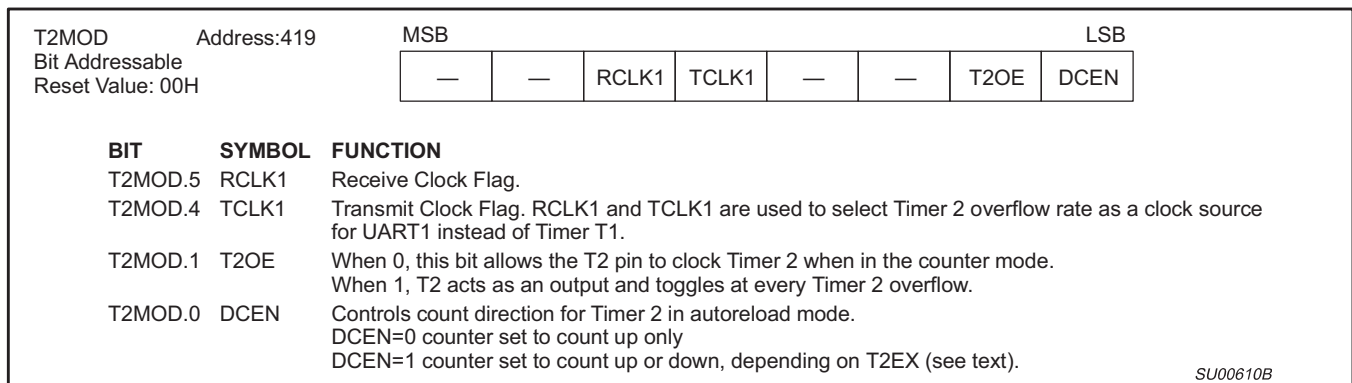 T2MOD Address:419 MSB LSB
Bit Addressable
Reset Value: 00H
— — RCLK1 TCLK1 — — T2OE DCEN
BIT SYMBOL FUNCTION
T2MOD.5 RCLK1 Receive Clock Flag.
T2MOD.4 TCLK1 Transmit Clock Flag. RCLK1 and TCLK1 are used to select Timer 2 overflow rate as a clock source
for UART1 instead of Timer T1.
T2MOD.1 T2OE When 0, this bit allows the T2 pin to clock Timer 2 when in the counter mode.
When 1, T2 acts as an output and toggles at every Timer 2 overflow.
T2MOD.0 DCEN Controls count direction for Timer 2 in autoreload mode.
DCEN=0 counter set to count up only
DCEN=1 counter set to count up or down, depending on T2EX (see text).
SU00610B